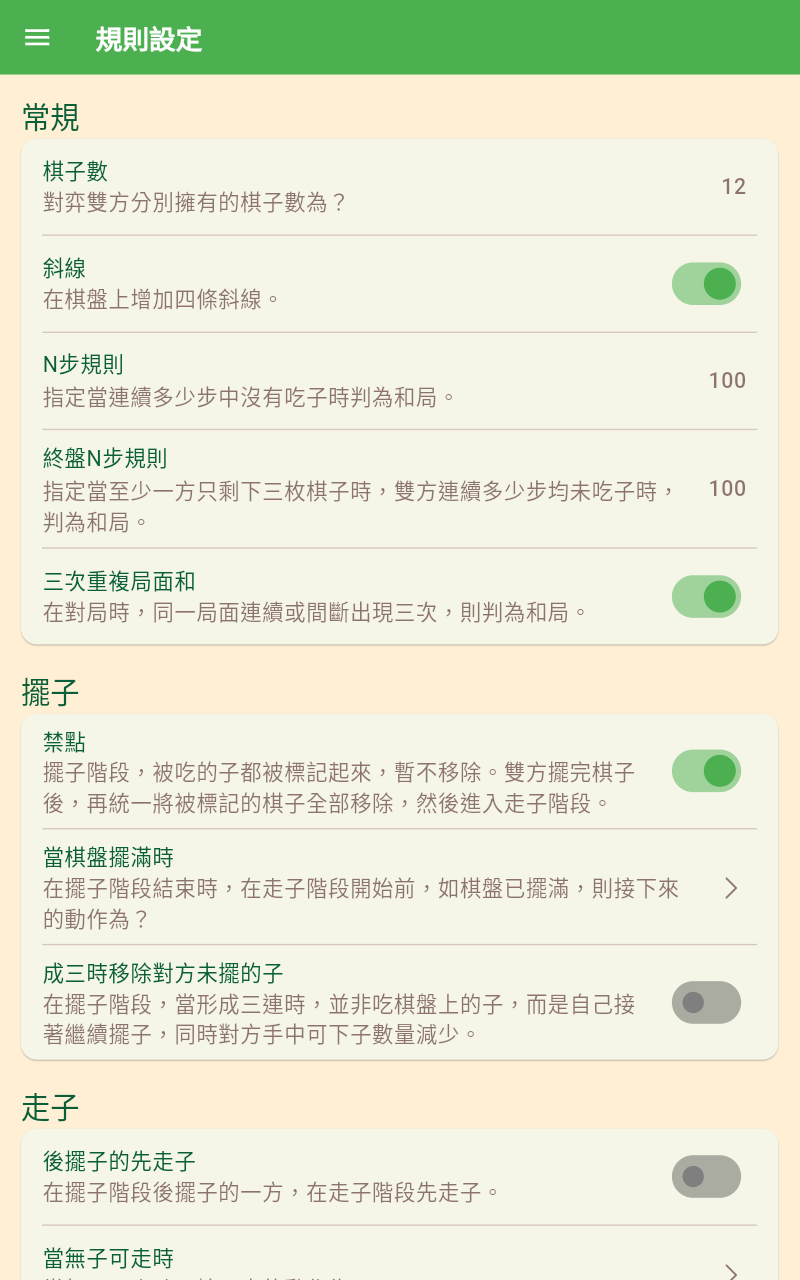 規則設定
常規
棋子數
對弈雙方分別擁有的棋子數為？
12
斜線
在棋盤上增加四條斜線。
N步規則
指定當連續多少步中沒有吃子時判為和局。
100
終盤N步規則
指定當至少一方只剩下三枚棋子時，雙方連續多少步均未吃子時，
判為和局。
100
三次重複局面和
在對局時，同一局面連續或間斷出現三次，則判為和局。
擺子
禁點
擺子階段，被吃的子都被標記起來，暫不移除。雙方擺完棋子
後，再統一將被標記的棋子全部移除，然後進入走子階段。
當棋盤擺滿時
在擺子階段結束時，在走子階段開始前，如棋盤已擺滿，則接下來
的動作為？
成三時移除對方未擺的子
在擺子階段，當形成三連時，並非吃棋盤上的子，而是自己接
著繼續擺子，同時對方手中可下子數量減少。
走子
後擺子的先走子
在擺子階段後擺子的一方，在走子階段先走子。
當無子可走時